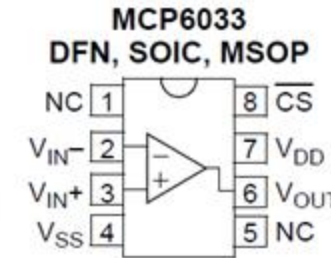 MCP6033
DFN, SOIC, MSOP
NC 1 8 C̅S̅
VIN– 2 7 VDD
– 
VIN+ 3 6 VOUT
+
VSS 4 5 NC